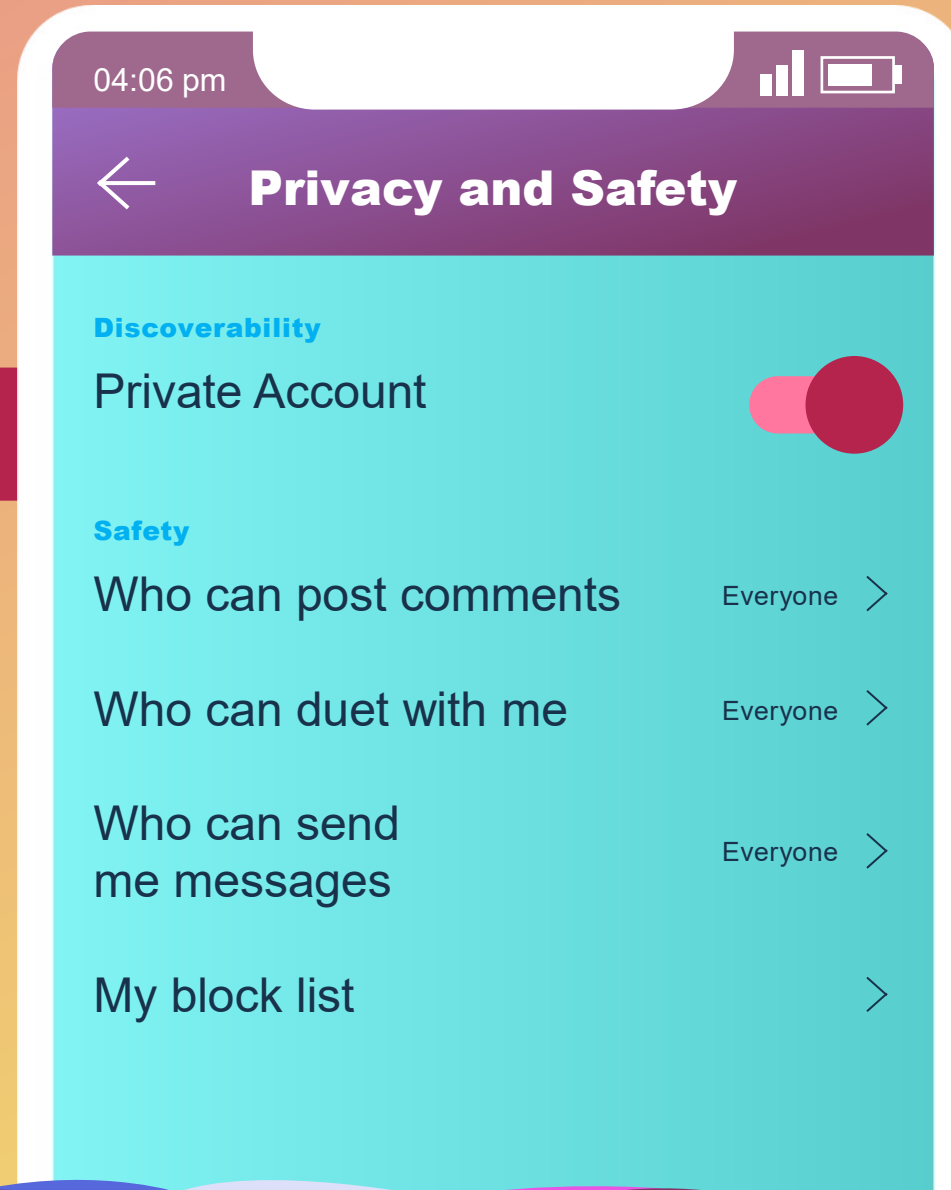 04:06 pm
Privacy and Safety
Discoverability
Private Account
Safety
Who can post comments Everyone
Who can duet with me Everyone
Who can send
me messages Everyone
My block list